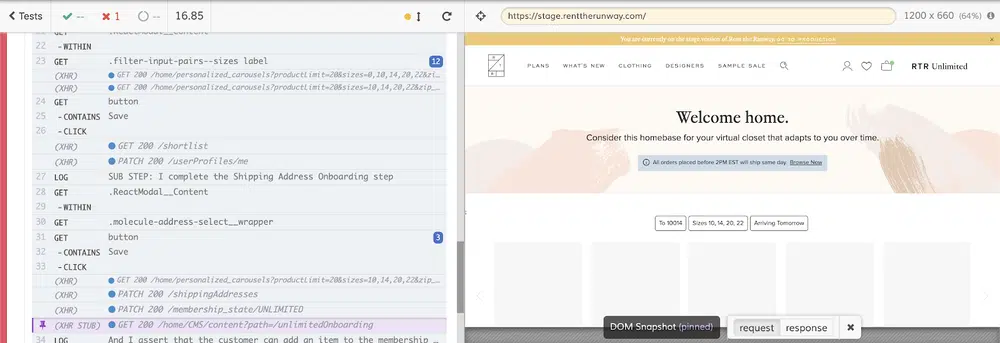 Tests
--
1
--
16.85
https://stage.renttherunway.com/
1200 x 660 (64%)
22
-WITHIN
23 GET .filter-input-pairs--sizes label 12
(XHR) GET 200 /home/personalized_carousels?productLimit=20&sizes=0,10,14,20,22&zip_…
(XHR) GET 200 /home/personalized_carousels?productLimit=20&sizes=10,14,20,22&zip_…
24 GET button
25 -CONTAINS Save
26 -CLICK
(XHR) GET 200 /shortlist
(XHR) PATCH 200 /userProfiles/me
27 LOG SUB STEP: I complete the Shipping Address Onboarding step
28 GET .ReactModal__Content
29 -WITHIN
30 GET .molecule-address-select__wrapper
31 GET button 3
32 -CONTAINS Save
33 -CLICK
(XHR) GET 200 /home/personalized_carousels?productLimit=20&sizes=10,14,20,22&zip_…
(XHR) PATCH 200 /shippingAddresses
(XHR) PATCH 200 /membership_state/UNLIMITED
(XHR STUB) GET 200 /home/CMS/content?path=/unlimitedOnboarding
34 LOG And I assert that the customer can add an item to the membership …
You are currently on the stage version of Rent the Runway. GO TO PRODUCTION
R
T
R
PLANS WHAT'S NEW CLOTHING DESIGNERS SAMPLE SALE
RTR Unlimited
Welcome home.
Consider this homebase for your virtual closet that adapts to you over time.
All orders placed before 2PM EST will ship same day. Browse Now
To 10014 Sizes 10, 14, 20, 22 Arriving Tomorrow
DOM Snapshot (pinned) request response